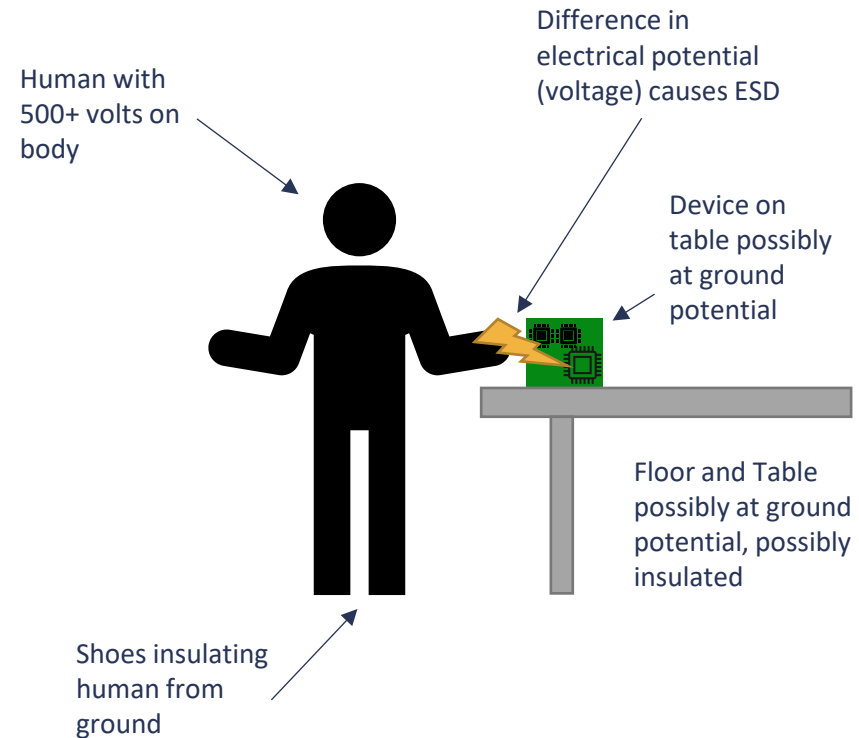 Difference in
electrical potential
(voltage) causes ESD
Human with
500+ volts on
body
Device on
table possibly
at ground
potential
Floor and Table
possibly at ground
potential, possibly
insulated
Shoes insulating
human from
ground